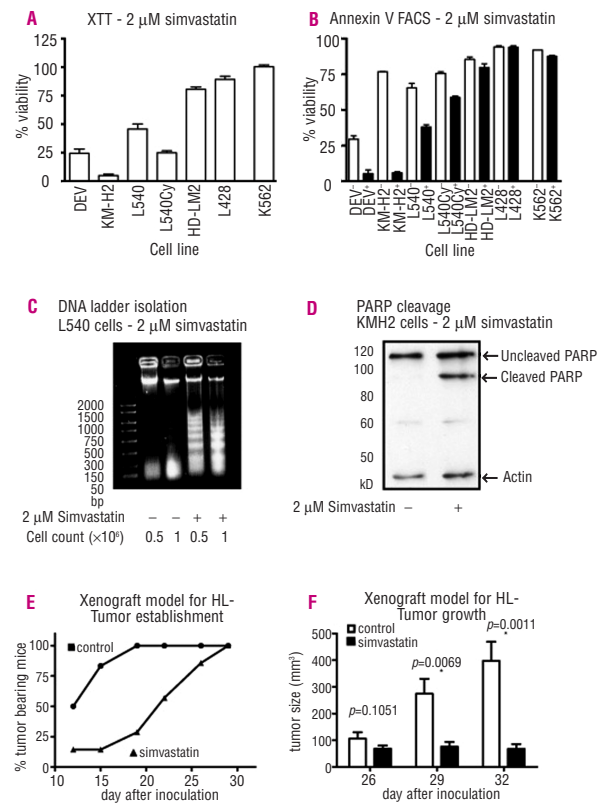 A
XTT - 2 µM simvastatin
125
100
75
50
25
0
% viability
DEV
KM-H2
L540
L540Cy
HD-LM2
L428
K562
Cell line
B
Annexin V FACS - 2 µM simvastatin
100
75
50
25
0
% viability
DEV⁻
DEV⁺
KM-H2⁻
KM-H2⁺
L540⁻
L540⁺
L540Cy⁻
L540Cy⁺
HD-LM2⁻
HD-LM2⁺
L428⁻
L428⁺
K562⁻
K562⁺
Cell line
C
DNA ladder isolation
L540 cells - 2 µM simvastatin
2000
1500
1000
750
500
300
150
50
bp
2 µM Simvastatin − − + +
Cell count (×10⁶) 0.5 1 0.5 1
D
PARP cleavage
KMH2 cells - 2 µM simvastatin
120
100
80
60
50
kD
Uncleaved PARP
Cleaved PARP
Actin
2 µM Simvastatin − +
E
Xenograft model for HL-
Tumor establishment
100
75
50
25
0
% tumor bearing mice
control
simvastatin
10 15 20 25 30
day after inoculation
F
Xenograft model for HL-
Tumor growth
control
simvastatin
500
400
300
200
100
0
tumor size (mm³)
p=0.1051
p=0.0069
*
p=0.0011
*
26 29 32
day after inoculation